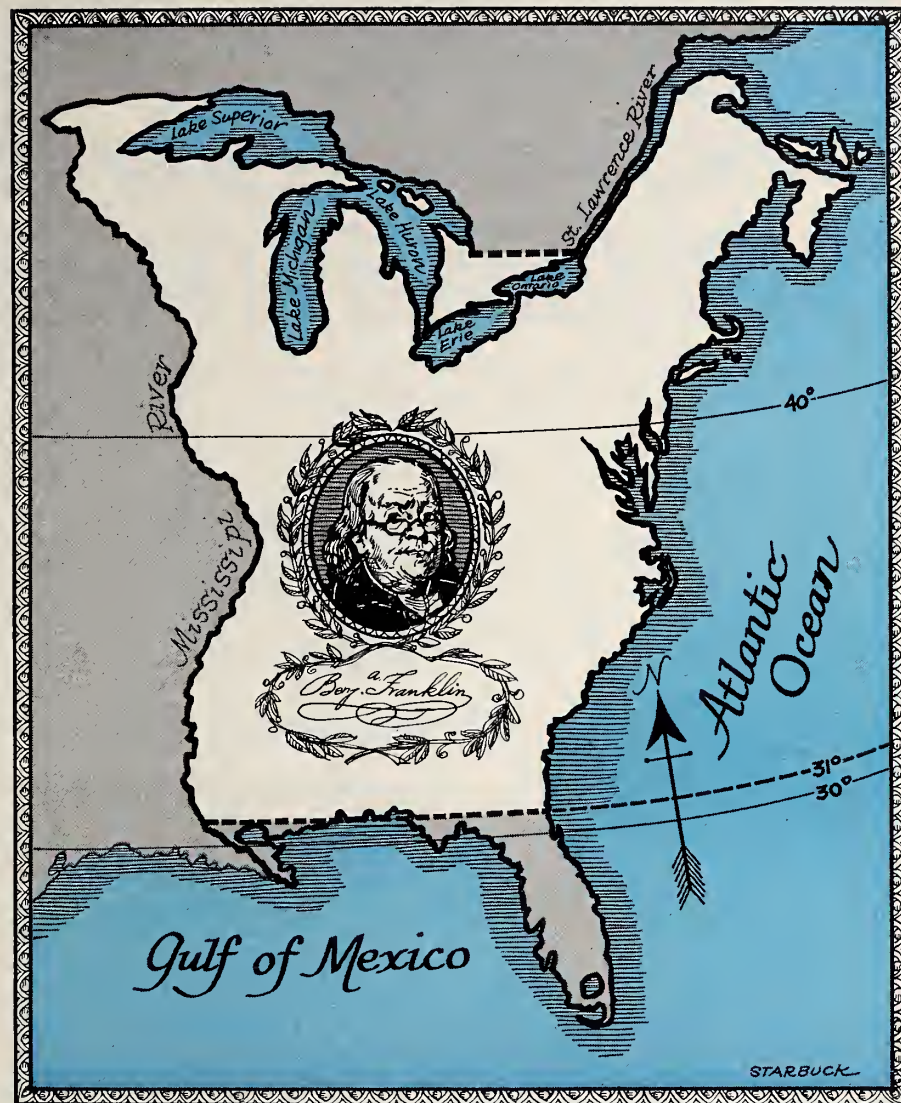 Lake Superior
St. Lawrence River
Lake Michigan
Lake Huron
Lake
Ontario
Lake
Erie
40°
Mississipi
River
Benj^a. Franklin
Atlantic
Ocean
N
31°
30°
Gulf of Mexico
STARBUCK